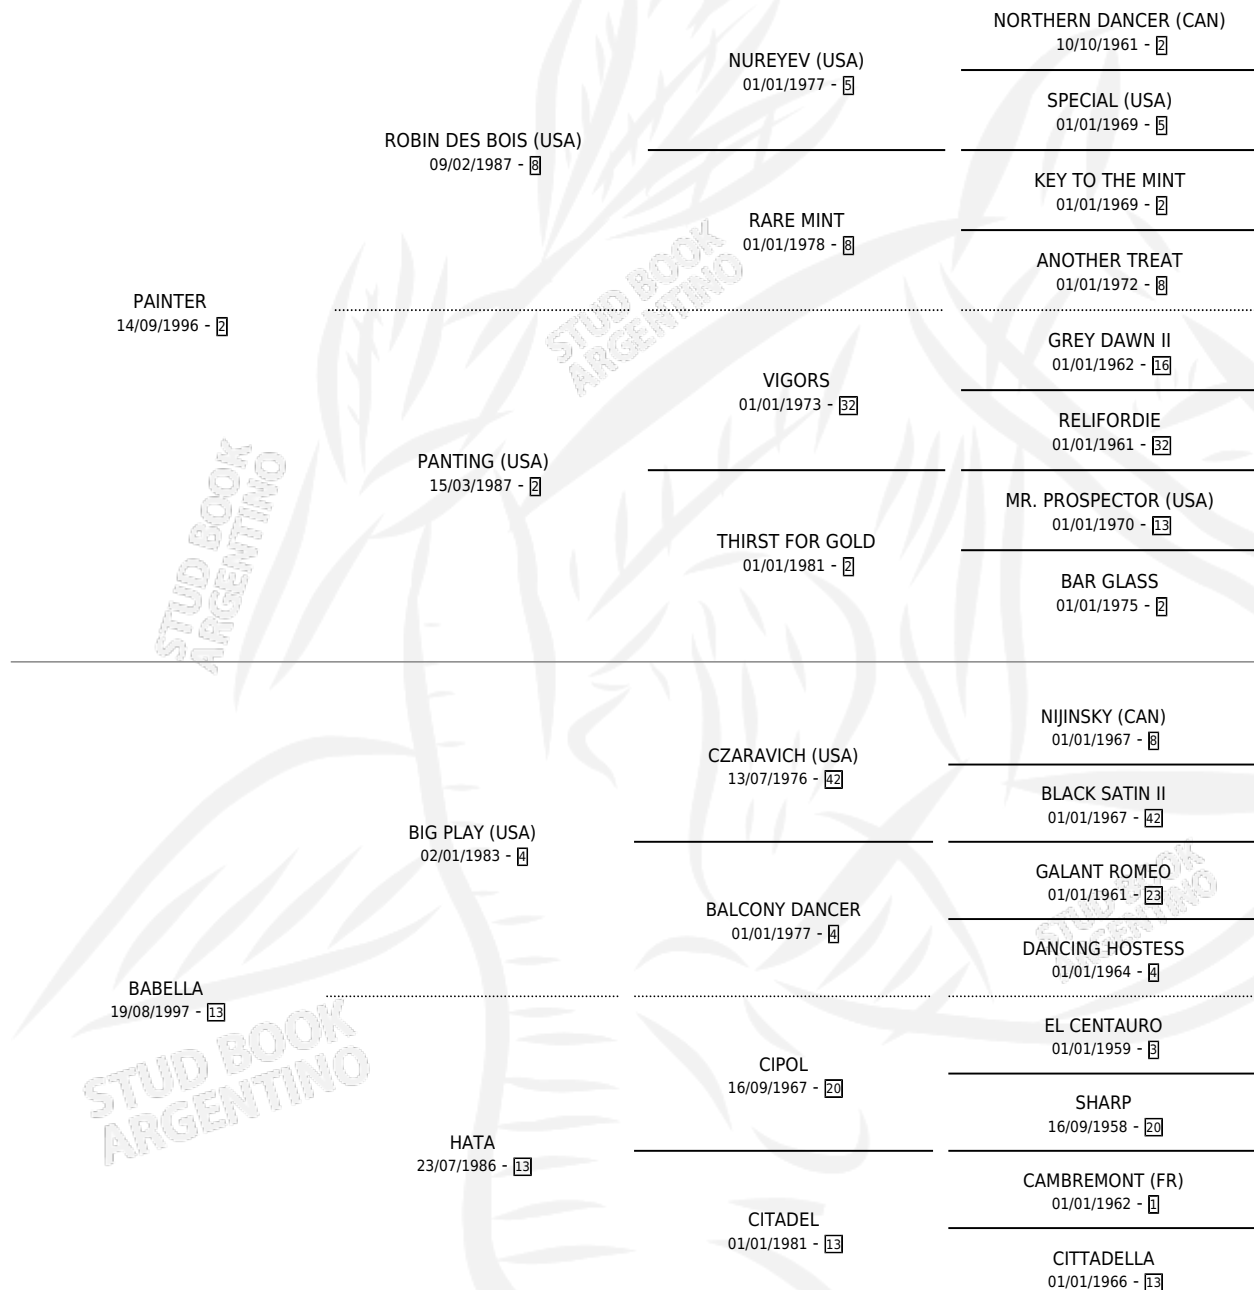 PAINTER
14/09/1996 - 2
ROBIN DES BOIS (USA)
09/02/1987 - 8
NUREYEV (USA)
01/01/1977 - 5
NORTHERN DANCER (CAN)
10/10/1961 - 2
SPECIAL (USA)
01/01/1969 - 5
RARE MINT
01/01/1978 - 8
KEY TO THE MINT
01/01/1969 - 2
ANOTHER TREAT
01/01/1972 - 8
PANTING (USA)
15/03/1987 - 2
VIGORS
01/01/1973 - 32
GREY DAWN II
01/01/1962 - 16
RELIFORDIE
01/01/1961 - 32
THIRST FOR GOLD
01/01/1981 - 2
MR. PROSPECTOR (USA)
01/01/1970 - 13
BAR GLASS
01/01/1975 - 2
BABELLA
19/08/1997 - 13
BIG PLAY (USA)
02/01/1983 - 4
CZARAVICH (USA)
13/07/1976 - 42
NIJINSKY (CAN)
01/01/1967 - 8
BLACK SATIN II
01/01/1967 - 42
BALCONY DANCER
01/01/1977 - 4
GALANT ROMEO
01/01/1961 - 23
DANCING HOSTESS
01/01/1964 - 4
HATA
23/07/1986 - 13
CIPOL
16/09/1967 - 20
EL CENTAURO
01/01/1959 - 3
SHARP
16/09/1958 - 20
CITADEL
01/01/1981 - 13
CAMBREMONT (FR)
01/01/1962 - 1
CITTADELLA
01/01/1966 - 13
STUD BOOK
ARGENTINO
STUD BOOK
ARGENTINO
STUD BOOK
ARGENTINO
STUD BOOK
ARGENTINO